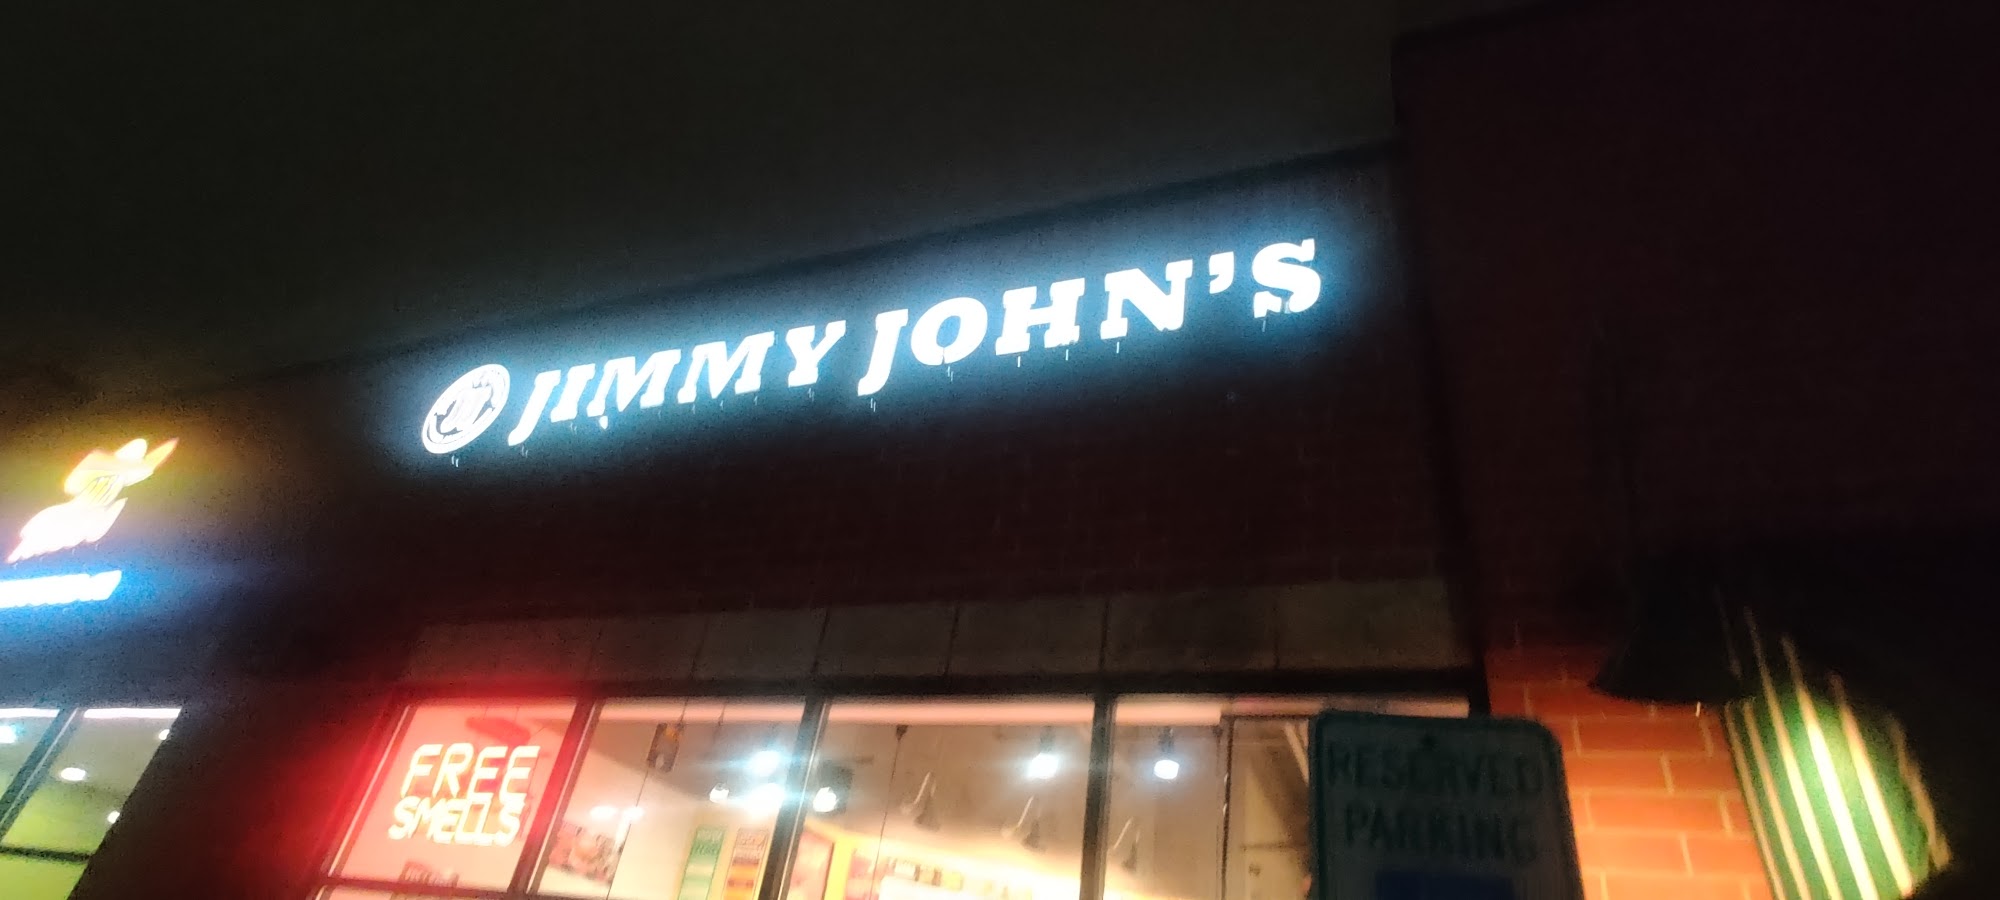 JIMMY JOHN'S
FREE
SMELLS
RESERVED
PARKING